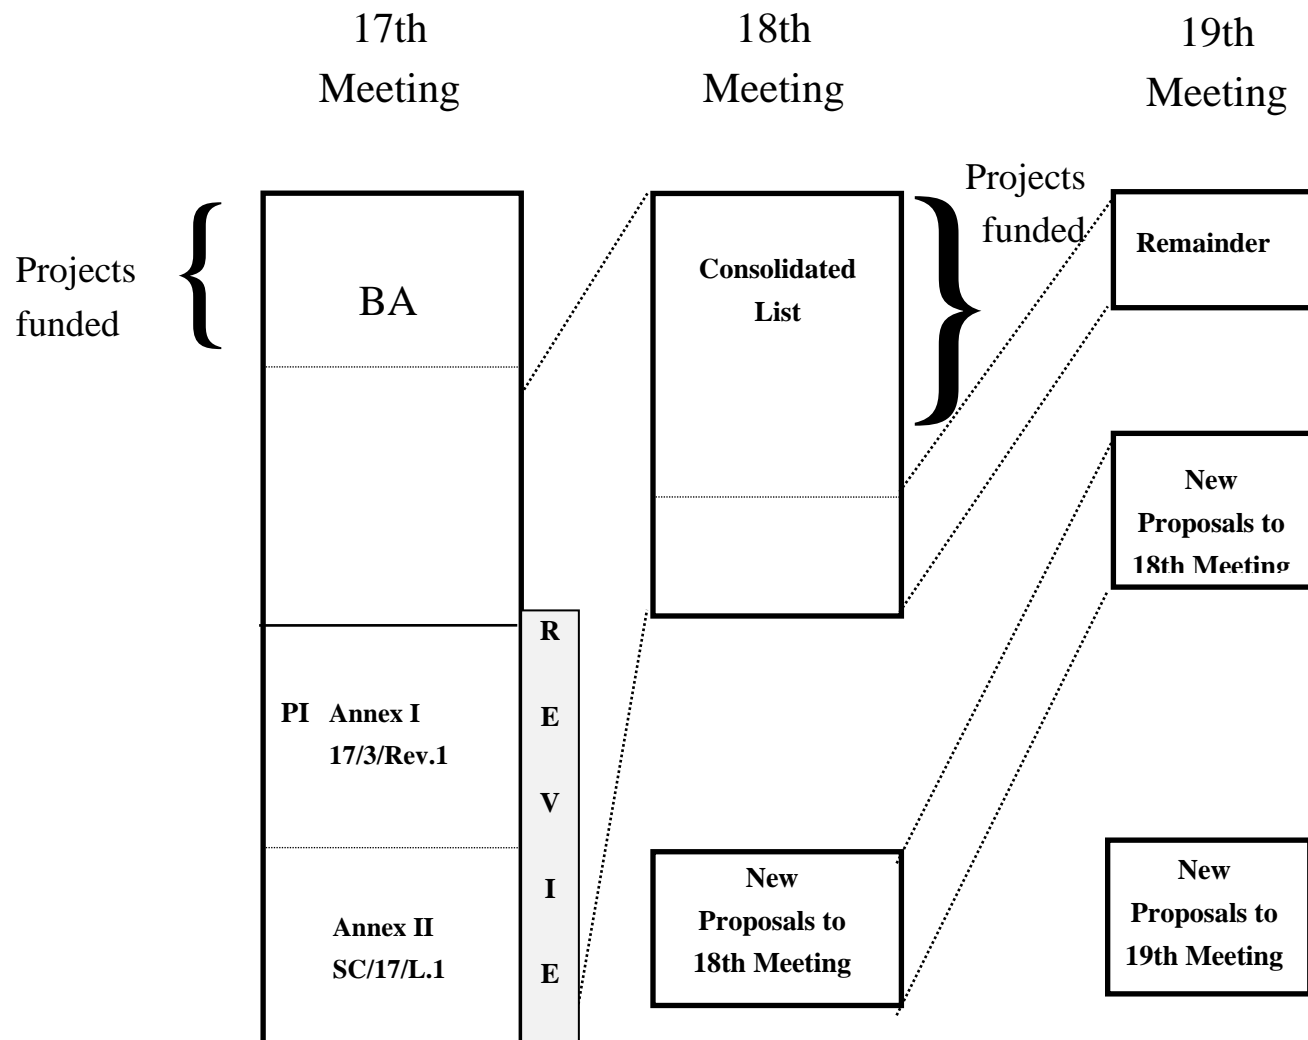 17th
Meeting
18th
Meeting
19th
Meeting
Projects
funded
BA
Projects
funded
Consolidated
List
Remainder
New
Proposals to
18th Meeting
R
E
V
I
E
PI Annex I
17/3/Rev.1
Annex II
SC/17/L.1
New
Proposals to
18th Meeting
New
Proposals to
19th Meeting